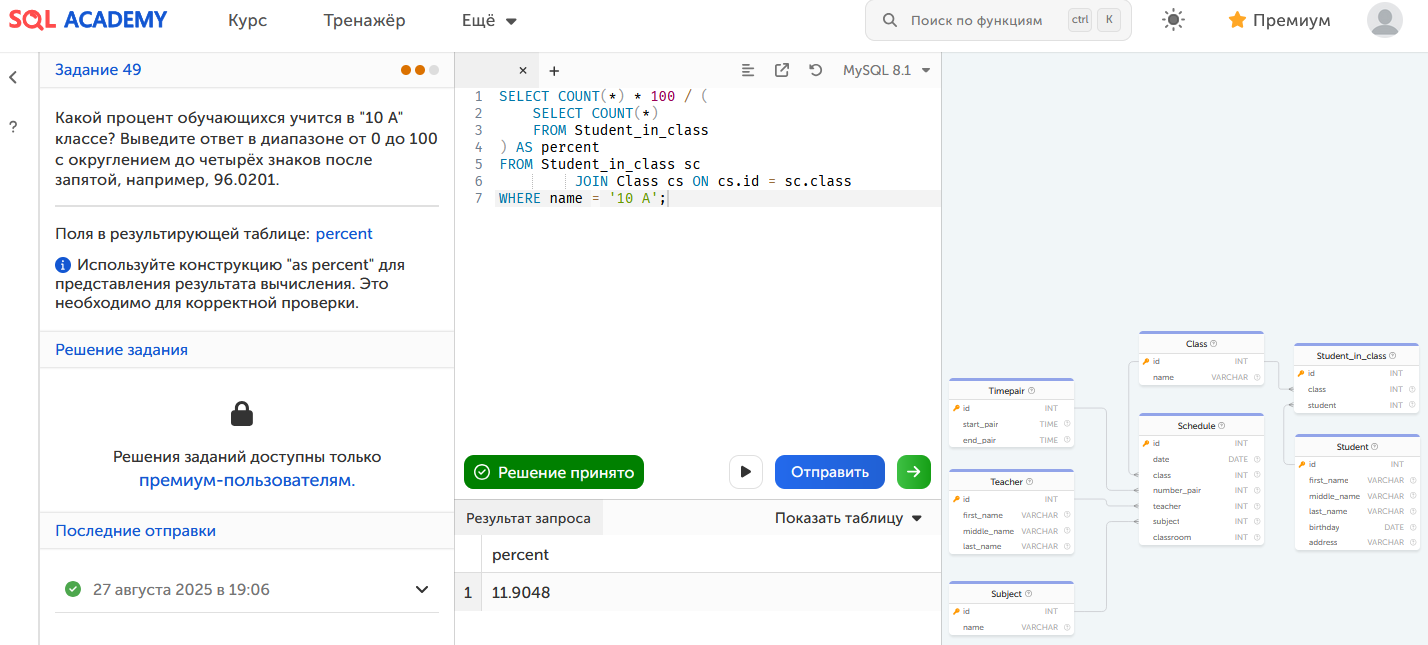 SQL ACADEMY
Курс
Тренажёр
Ещё
Поиск по функциям
ctrl
K
Премиум
Задание 49
Какой процент обучающихся учится в "10 A"
классе? Выведите ответ в диапазоне от 0 до 100
с округлением до четырёх знаков после
запятой, например, 96.0201.
Поля в результирующей таблице: percent
Используйте конструкцию "as percent" для
представления результата вычисления. Это
необходимо для корректной проверки.
Решение задания
Решения заданий доступны только
премиум-пользователям.
Последние отправки
27 августа 2025 в 19:06
?
×
+
MySQL 8.1
1 SELECT COUNT(*) * 100 / (
2 SELECT COUNT(*)
3 FROM Student_in_class
4 ) AS percent
5 FROM Student_in_class sc
6 JOIN Class cs ON cs.id = sc.class
7 WHERE name = '10 A';
Решение принято
Отправить
Результат запроса
Показать таблицу
percent
1 11.9048
Timepair
id INT
start_pair TIME
end_pair TIME
Teacher
id INT
first_name VARCHAR
middle_name VARCHAR
last_name VARCHAR
Subject
id INT
name VARCHAR
Class
id INT
name VARCHAR
Schedule
id INT
date DATE
class INT
number_pair INT
teacher INT
subject INT
classroom INT
Student_in_class
id INT
class INT
student INT
Student
id INT
first_name VARCHAR
middle_name VARCHAR
last_name VARCHAR
birthday DATE
address VARCHAR